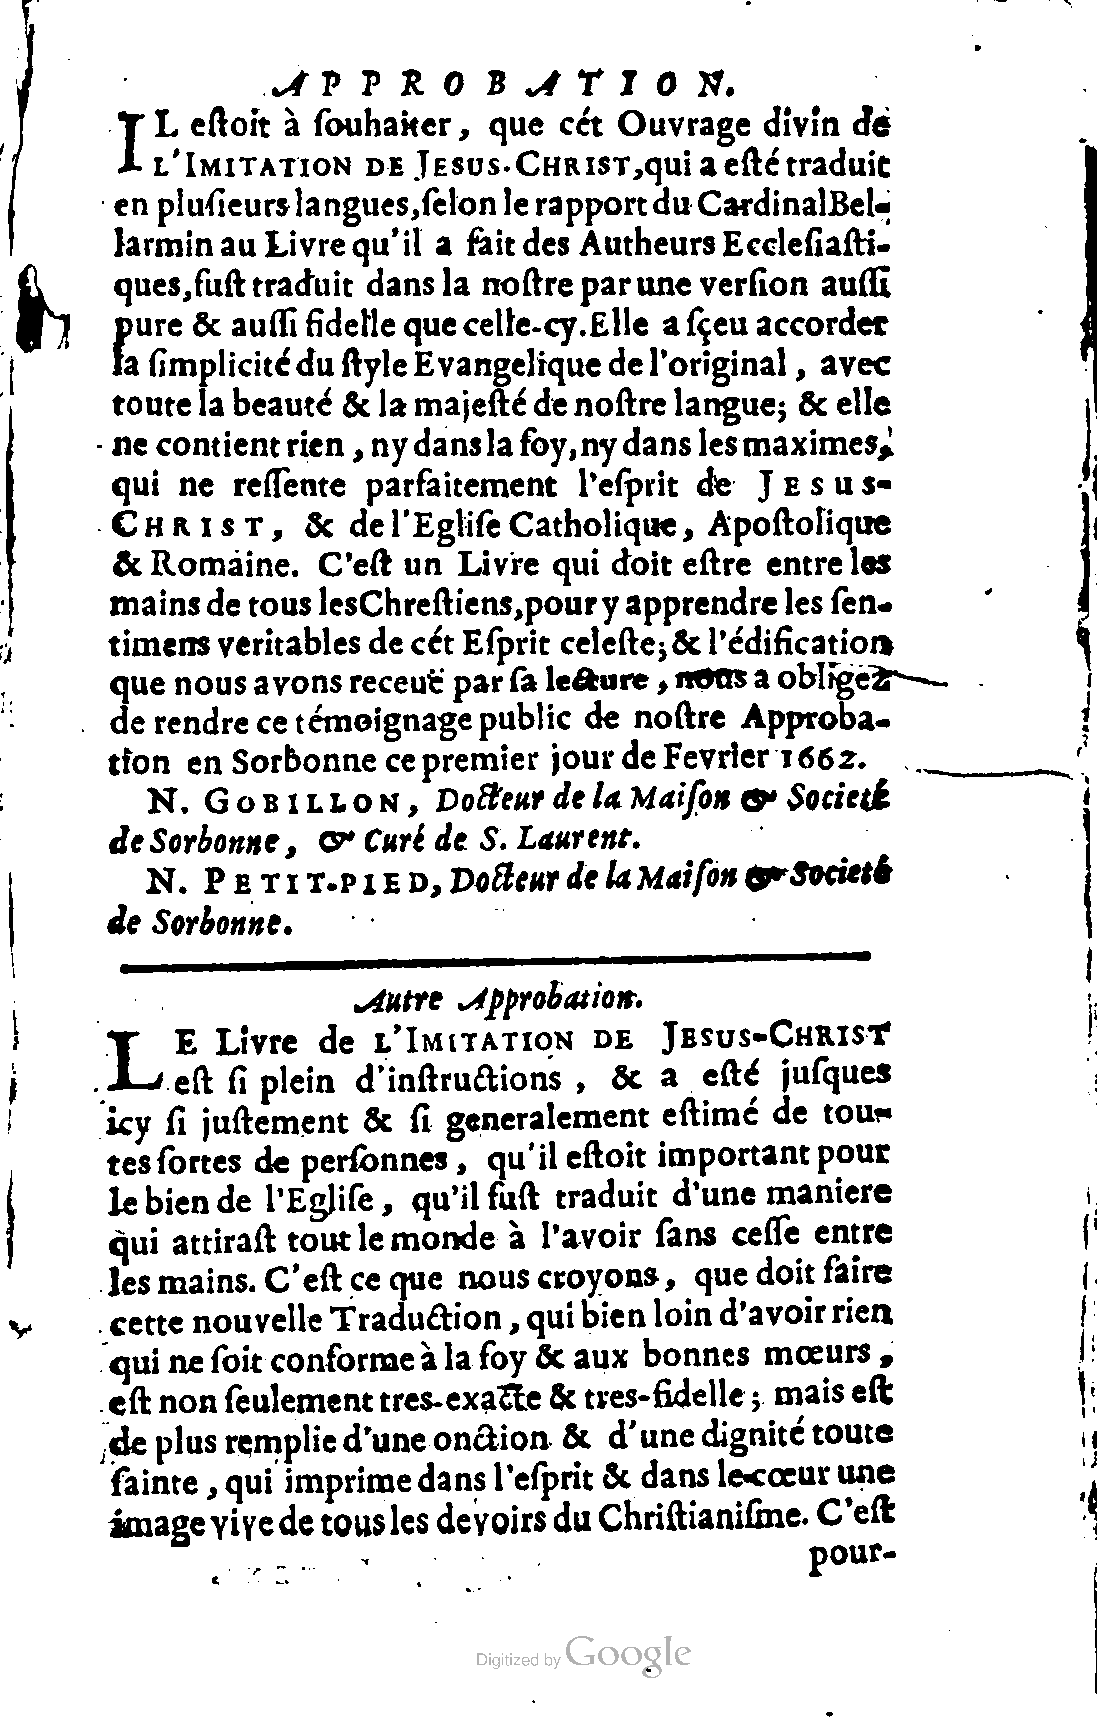 APPROBATION.
IL eſtoit à ſouhaiter, que cét Ouvrage divin de
L'IMITATION DE JESUS-CHRIST, qui a eſté traduit
en pluſieurs langues, ſelon le rapport du Cardinal Bel-
larmin au Livre qu'il a fait des Autheurs Eccleſiaſti-
ques, fuſt traduit dans la noſtre par une verſion auſſi
pure & auſſi fidelle que celle-cy. Elle a ſçeu accorder
la ſimplicité du ſtyle Evangelique de l'original, avec
toute la beauté & la majeſté de noſtre langue; & elle
ne contient rien, ny dans la foy, ny dans les maximes,
qui ne reſſente parfaitement l'eſprit de JESUS-
CHRIST, & de l'Egliſe Catholique, Apoſtolique
& Romaine. C'eſt un Livre qui doit eſtre entre les
mains de tous les Chreſtiens, pour y apprendre les ſen-
timens veritables de cét Eſprit celeſte; & l'édification
que nous avons receuë par ſa lecture, nous a obligez
de rendre ce témoignage public de noſtre Approba-
tion en Sorbonne ce premier jour de Fevrier 1662.
N. GOBILLON, Docteur de la Maiſon & Societé
de Sorbonne, & Curé de S. Laurent.
N. PETIT-PIED, Docteur de la Maiſon & Societé
de Sorbonne.
Autre Approbation.
LE Livre de L'IMITATION DE JESUS-CHRIST
eſt ſi plein d'inſtructions, & a eſté juſques
icy ſi juſtement & ſi generalement eſtimé de tou-
tes ſortes de perſonnes, qu'il eſtoit important pour
le bien de l'Egliſe, qu'il fuſt traduit d'une maniere
qui attiraſt tout le monde à l'avoir ſans ceſſe entre
les mains. C'eſt ce que nous croyons, que doit faire
cette nouvelle Traduction, qui bien loin d'avoir rien
qui ne ſoit conforme à la foy & aux bonnes mœurs,
eſt non ſeulement tres-exacte & tres-fidelle; mais eſt
de plus remplie d'une onction & d'une dignité toute
ſainte, qui imprime dans l'eſprit & dans le cœur une
image vive de tous les devoirs du Chriſtianiſme. C'eſt
pour-
Digitized by Google